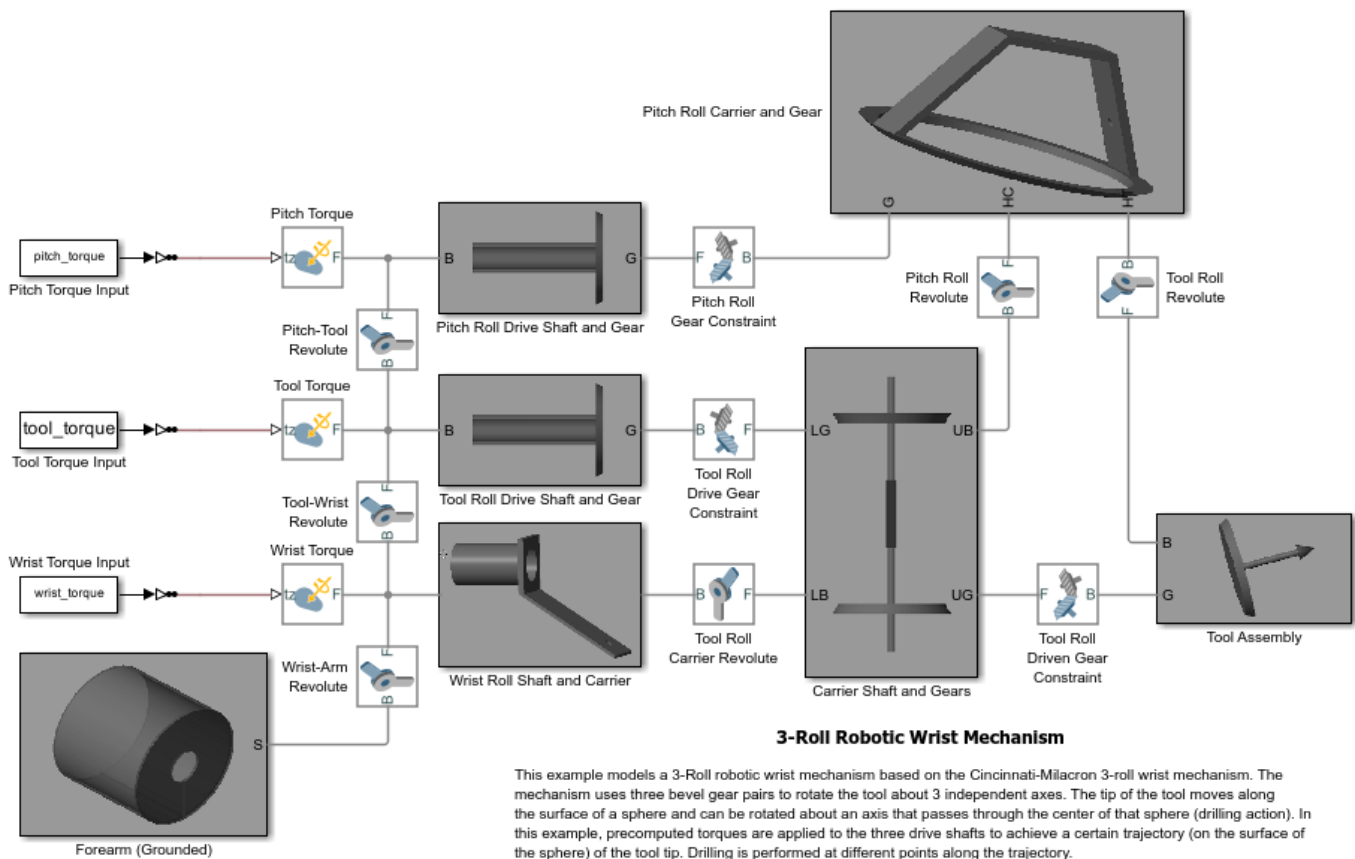 Pitch Roll Carrier and Gear
G
HC
HT
Pitch Torque
pitch_torque
Pitch Torque Input
tz
F
B
G
Pitch Roll Drive Shaft and Gear
F
B
Pitch Roll
Gear Constraint
Pitch Roll
Revolute
F
B
Tool Roll
Revolute
B
F
Pitch-Tool
Revolute
F
B
Tool Torque
tool_torque
Tool Torque Input
tz
F
B
G
Tool Roll Drive Shaft and Gear
B
F
Tool Roll
Drive Gear
Constraint
LG
UB
LB
UG
Carrier Shaft and Gears
Tool-Wrist
Revolute
F
B
Wrist Torque Input
wrist_torque
Wrist Torque
tz
F
Wrist Roll Shaft and Carrier
B
F
Tool Roll
Carrier Revolute
F
B
Tool Roll
Driven Gear
Constraint
B
G
Tool Assembly
Wrist-Arm
Revolute
F
B
S
Forearm (Grounded)
3-Roll Robotic Wrist Mechanism
This example models a 3-Roll robotic wrist mechanism based on the Cincinnati-Milacron 3-roll wrist mechanism. The
mechanism uses three bevel gear pairs to rotate the tool about 3 independent axes. The tip of the tool moves along
the surface of a sphere and can be rotated about an axis that passes through the center of that sphere (drilling action). In
this example, precomputed torques are applied to the three drive shafts to achieve a certain trajectory (on the surface of
the sphere) of the tool tip. Drilling is performed at different points along the trajectory.